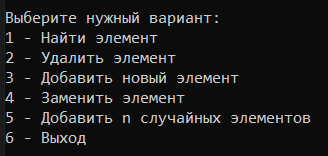 Выберите нужный вариант:
1 - Найти элемент
2 - Удалить элемент
3 - Добавить новый элемент
4 - Заменить элемент
5 - Добавить n случайных элементов
6 - Выход